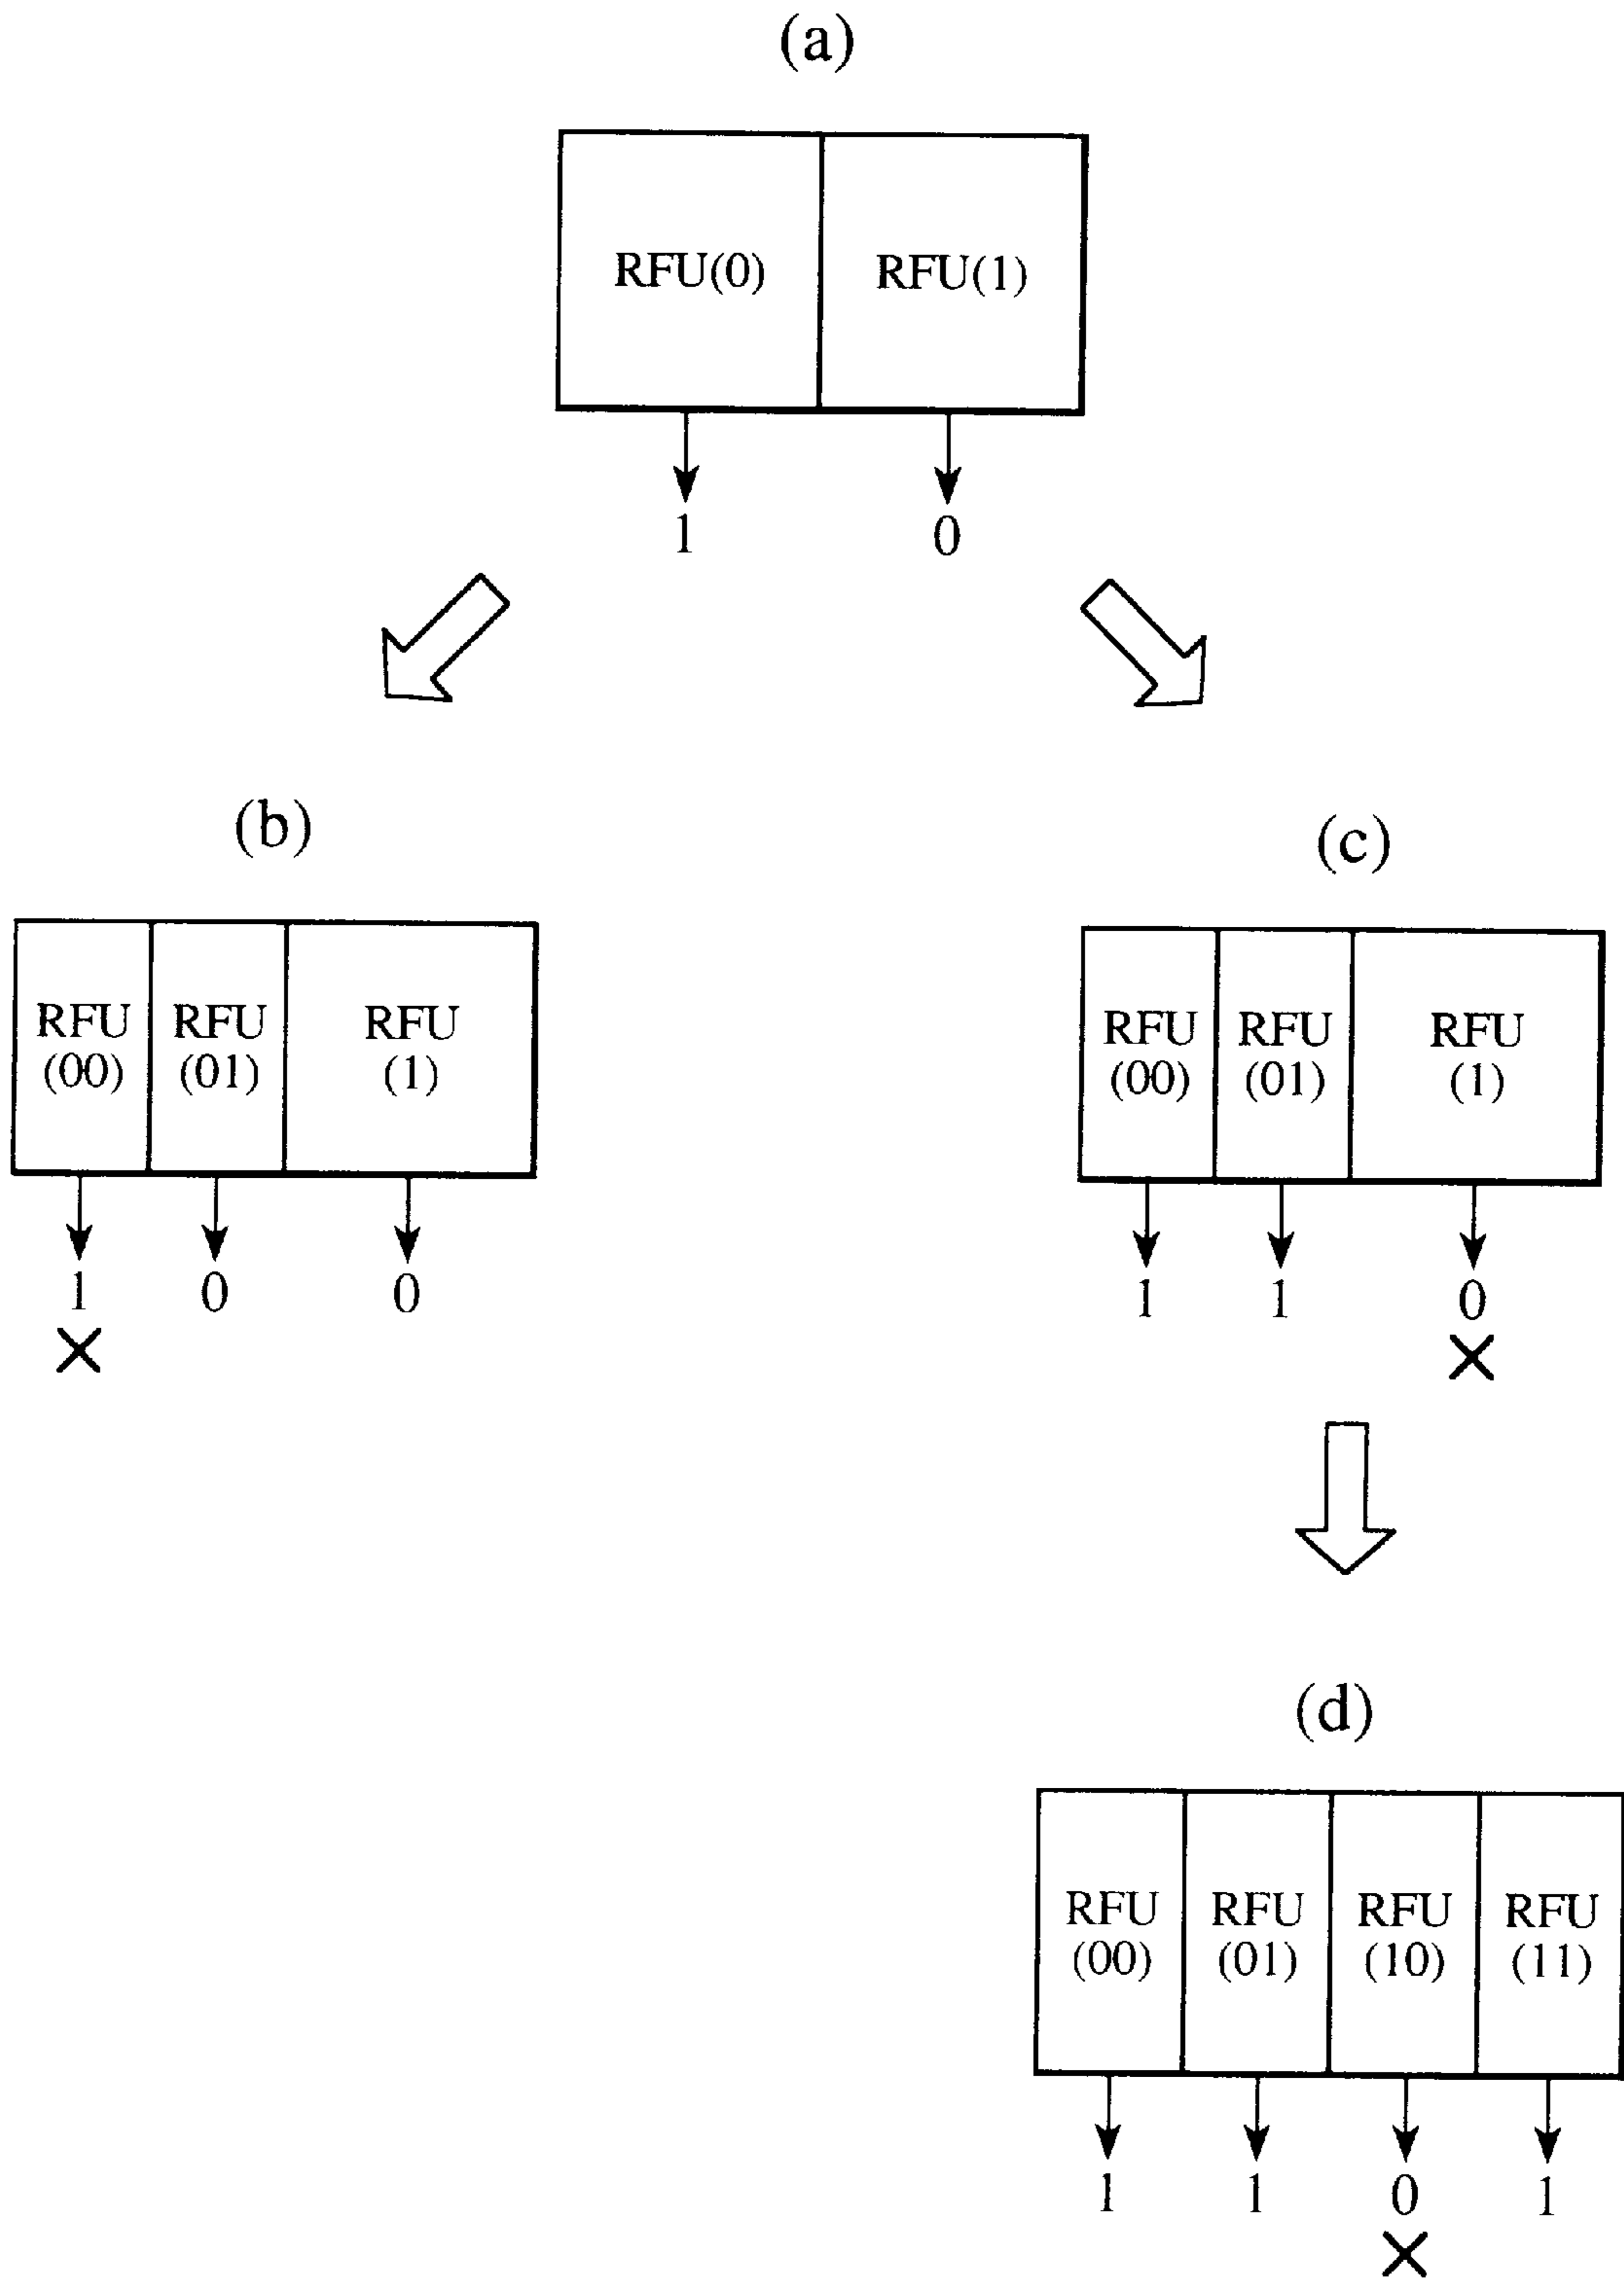 (a)
RFU(0) RFU(1)
1 0
(b)
RFU RFU RFU
(00) (01) (1)
1 0 0
×
(c)
RFU RFU RFU
(00) (01) (1)
1 1 0
×
(d)
RFU RFU RFU RFU
(00) (01) (10) (11)
1 1 0 1
×